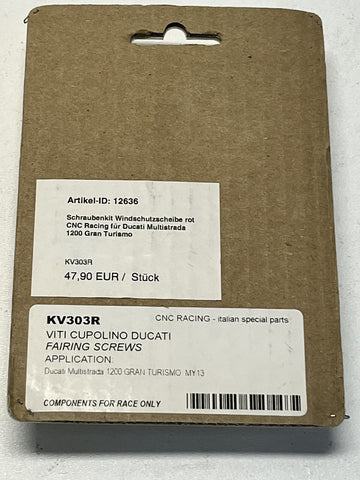 Artikel-ID: 12636
Schraubenkit Windschutzscheibe rot
CNC Racing für Ducati Multistrada
1200 Gran Turismo
KV303R
47,90 EUR / Stück
KV303R
CNC RACING - italian special parts
VITI CUPOLINO DUCATI
FAIRING SCREWS
APPLICATION:
Ducati Multistrada 1200 GRAN TURISMO MY13
COMPONENTS FOR RACE ONLY